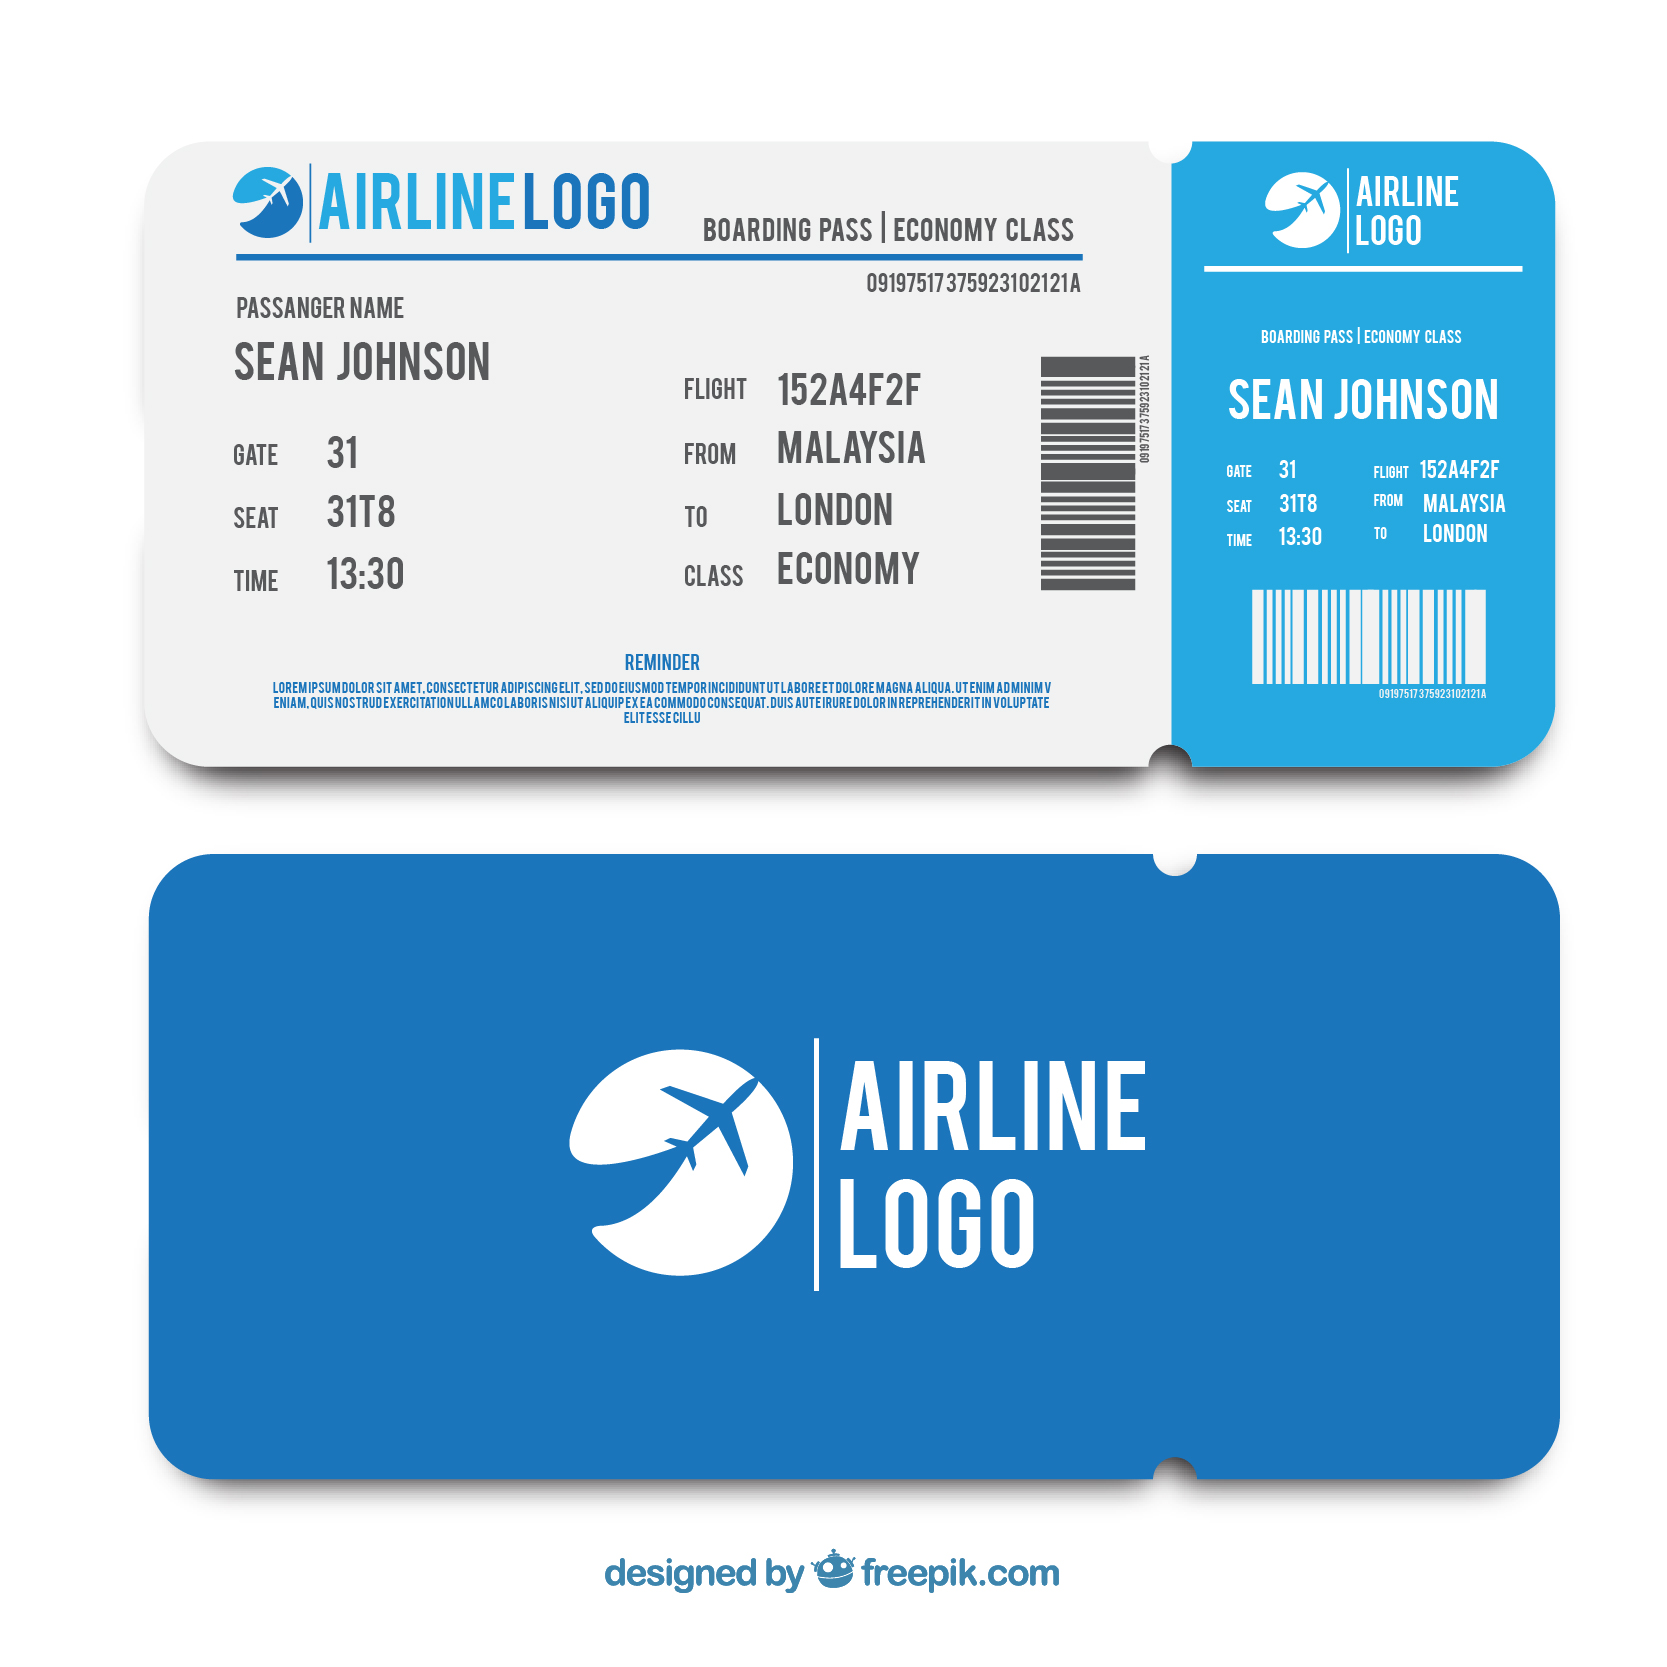 AIRLINE LOGO
BOARDING PASS | ECONOMY CLASS
09197517375923102121A
PASSANGER NAME
SEAN JOHNSON
GATE 31
SEAT 31T8
TIME 13:30
FLIGHT 152A4F2F
FROM MALAYSIA
TO LONDON
CLASS ECONOMY
09197517375923102121A
REMINDER
LOREM IPSUM DOLOR SIT AMET, CONSECTETUR ADIPISCING ELIT, SED DO EIUSMOD TEMPOR INCIDIDUNT UT LABORE ET DOLORE MAGNA ALIQUA. UT ENIM AD MINIM V
ENIAM, QUIS NOSTRUD EXERCITATION ULLAMCO LABORIS NISI UT ALIQUIP EX EA COMMODO CONSEQUAT. DUIS AUTE IRURE DOLOR IN REPREHENDERIT IN VOLUPTATE
ELIT ESSE CILLU
AIRLINE
LOGO
BOARDING PASS | ECONOMY CLASS
SEAN JOHNSON
GATE 31
SEAT 31T8
TIME 13:30
FLIGHT 152A4F2F
FROM MALAYSIA
TO LONDON
09197517375923102121A
AIRLINE
LOGO
designed by freepik.com